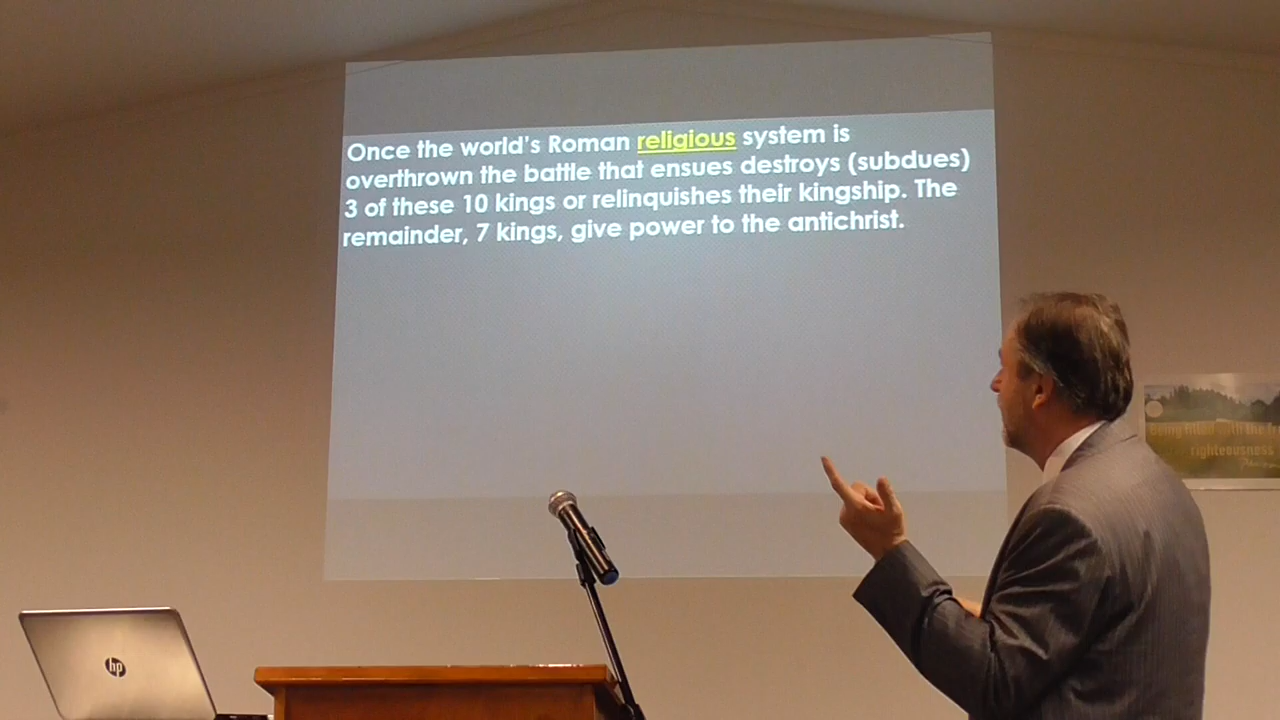 Once the world's Roman religious system is
overthrown the battle that ensues destroys (subdues)
3 of these 10 kings or relinquishes their kingship. The
remainder, 7 kings, give power to the antichrist.
hp
righteousness